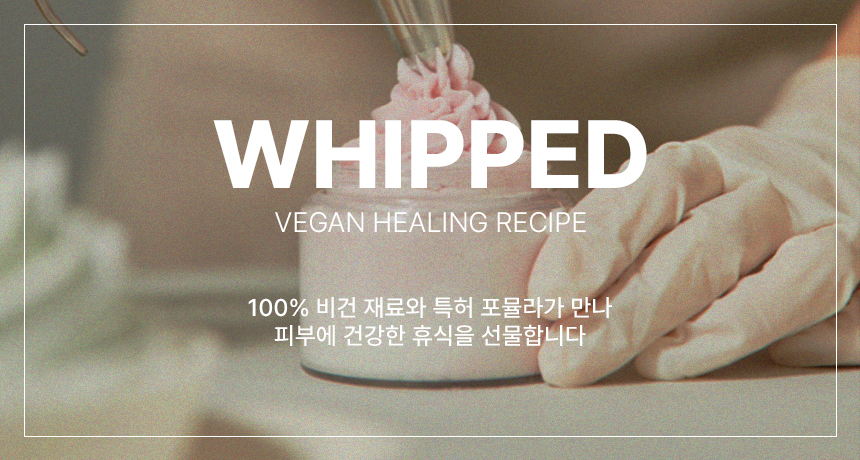 WHIPPED
VEGAN HEALING RECIPE
100% 비건 재료와 특허 포뮬라가 만나
피부에 건강한 휴식을 선물합니다